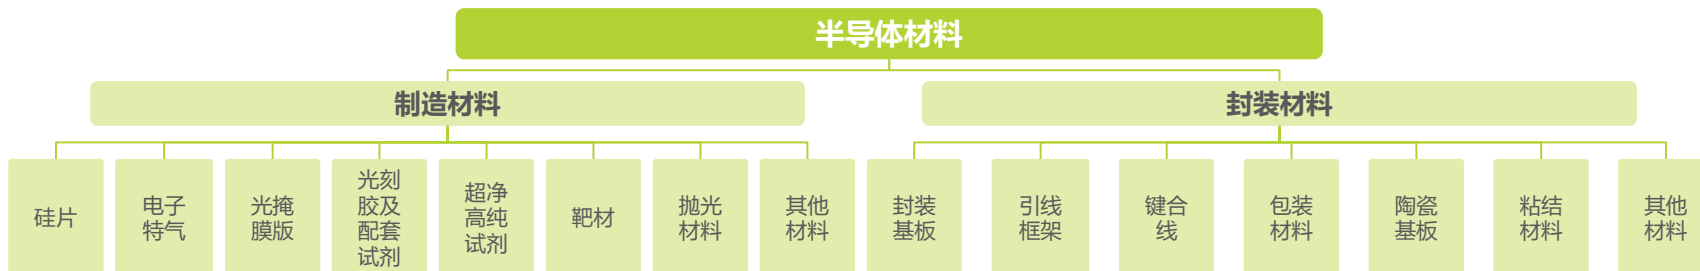 半导体材料
制造材料
封装材料
硅片
电子
特气
光掩
膜版
光刻
胶及
配套
试剂
超净
高纯
试剂
靶材
抛光
材料
其他
材料
封装
基板
引线
框架
键合
线
包装
材料
陶瓷
基板
粘结
材料
其他
材料